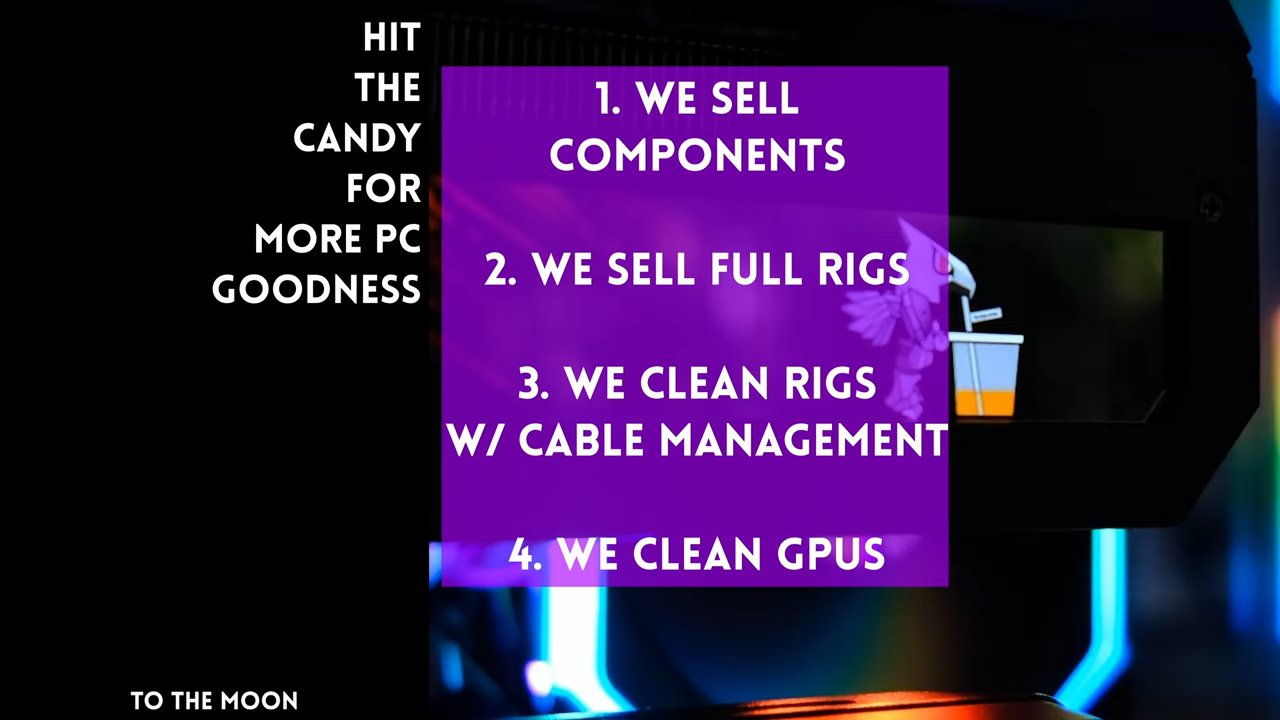 HIT
THE
CANDY
FOR
MORE PC
GOODNESS
1. WE SELL
COMPONENTS
2. WE SELL FULL RIGS
3. WE CLEAN RIGS
W/ CABLE MANAGEMENT
4. WE CLEAN GPUS
TO THE MOON